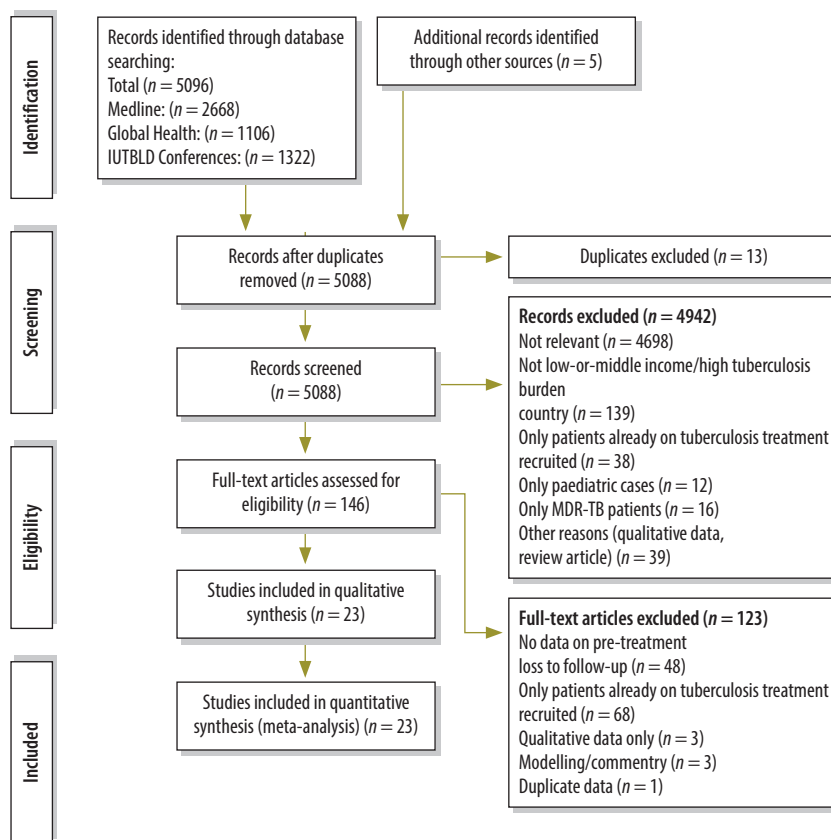 Identification
Records identified through database
searching:
Total (n = 5096)
Medline: (n = 2668)
Global Health: (n = 1106)
IUTBLD Conferences: (n = 1322)
Additional records identified
through other sources (n = 5)
Screening
Records after duplicates
removed (n = 5088)
Duplicates excluded (n = 13)
Records screened
(n = 5088)
Records excluded (n = 4942)
Not relevant (n = 4698)
Not low-or-middle income/high tuberculosis
burden
country (n = 139)
Only patients already on tuberculosis treatment
recruited (n = 38)
Only paediatric cases (n = 12)
Only MDR-TB patients (n = 16)
Other reasons (qualitative data,
review article) (n = 39)
Eligibility
Full-text articles assessed for
eligibility (n = 146)
Studies included in qualitative
synthesis (n = 23)
Full-text articles excluded (n = 123)
No data on pre-treatment
loss to follow-up (n = 48)
Only patients already on tuberculosis treatment
recruited (n = 68)
Qualitative data only (n = 3)
Modelling/commentry (n = 3)
Duplicate data (n = 1)
Included
Studies included in quantitative
synthesis (meta-analysis) (n = 23)